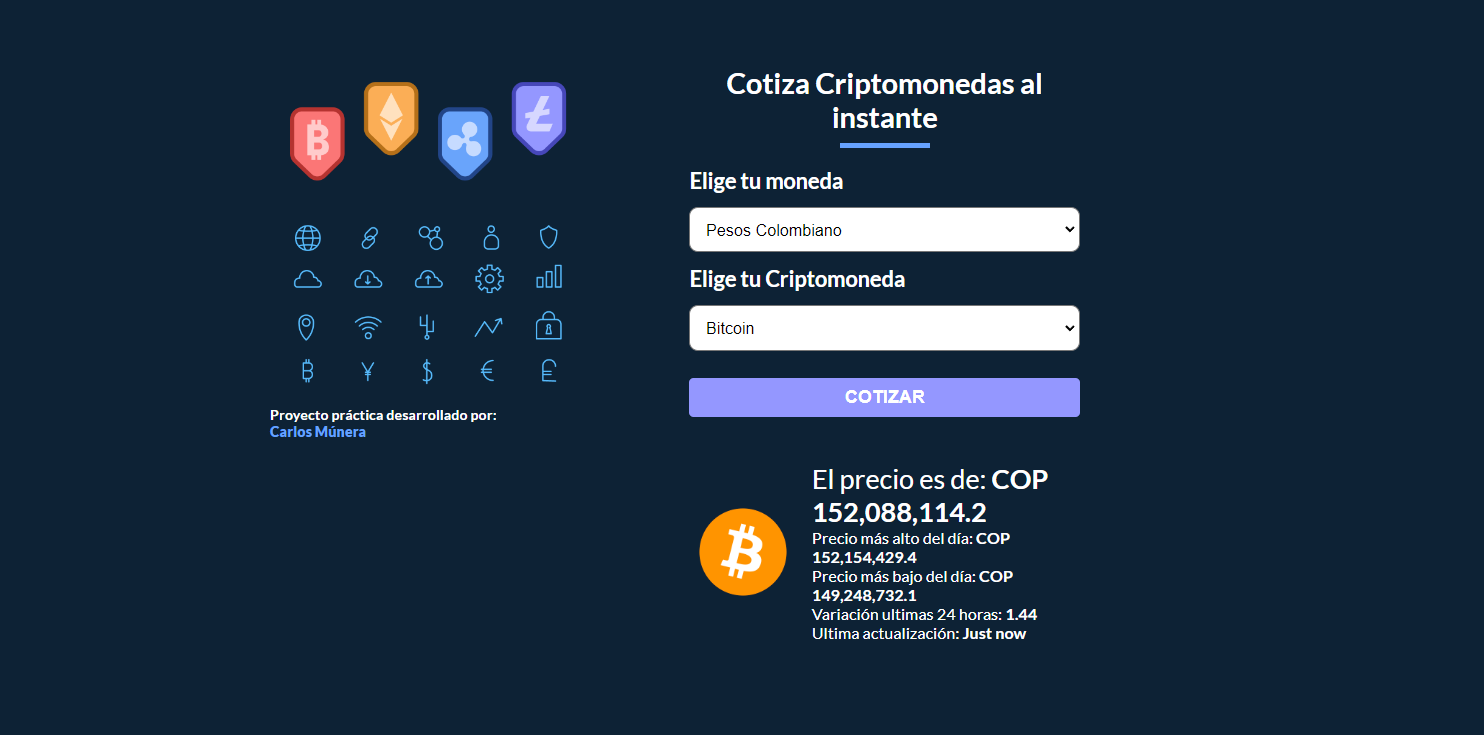 Cotiza Criptomonedas al
instante
Elige tu moneda
Pesos Colombiano
Elige tu Criptomoneda
Bitcoin
COTIZAR
Proyecto práctica desarrollado por:
Carlos Múnera
El precio es de: COP
152,088,114.2
Precio más alto del día: COP
152,154,429.4
Precio más bajo del día: COP
149,248,732.1
Variación ultimas 24 horas: 1.44
Ultima actualización: Just now